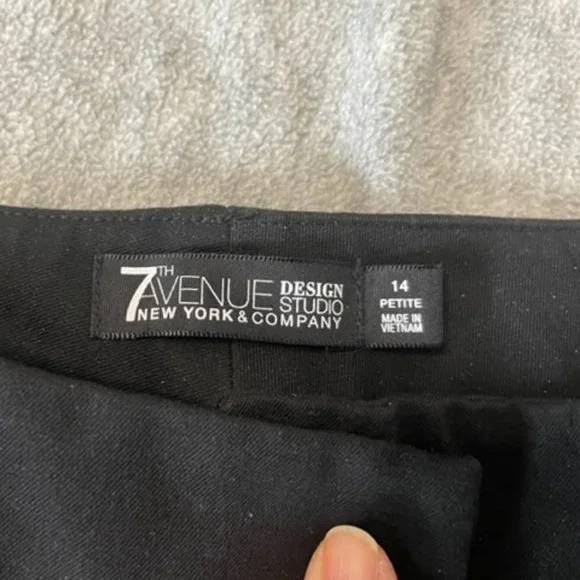 7TH AVENUE DESIGN STUDIO
NEW YORK & COMPANY
14
PETITE
MADE IN
VIETNAM